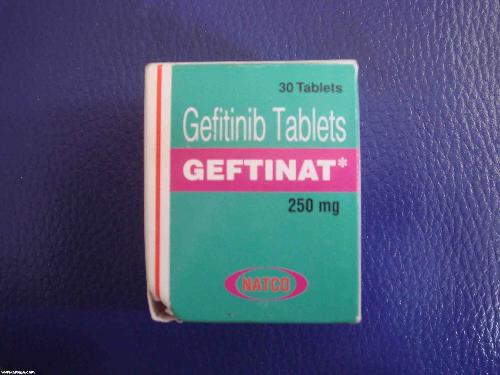 30 Tablets
Gefitinib Tablets
GEFTINAT*
250 mg
NATCO